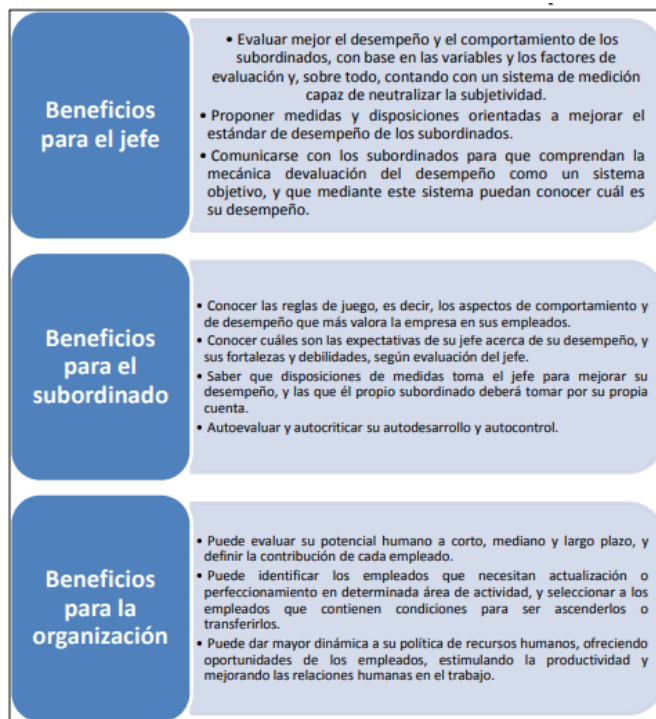 Beneficios
para el jefe
• Evaluar mejor el desempeño y el comportamiento de los
subordinados, con base en las variables y los factores de
evaluación y, sobre todo, contando con un sistema de medición
capaz de neutralizar la subjetividad.
• Proponer medidas y disposiciones orientadas a mejorar el
estándar de desempeño de los subordinados.
• Comunicarse con los subordinados para que comprendan la
mecánica devaluación del desempeño como un sistema
objetivo, y que mediante este sistema puedan conocer cuál es
su desempeño.
Beneficios
para el
subordinado
• Conocer las reglas de juego, es decir, los aspectos de comportamiento y
de desempeño que más valora la empresa en sus empleados.
• Conocer cuáles son las expectativas de su jefe acerca de su desempeño, y
sus fortalezas y debilidades, según evaluación del jefe.
• Saber que disposiciones de medidas toma el jefe para mejorar su
desempeño, y las que él propio subordinado deberá tomar por su propia
cuenta.
• Autoevaluar y autocriticar su autodesarrollo y autocontrol.
Beneficios
para la
organización
• Puede evaluar su potencial humano a corto, mediano y largo plazo, y
definir la contribución de cada empleado.
• Puede identificar los empleados que necesitan actualización o
perfeccionamiento en determinada área de actividad, y seleccionar a los
empleados que contienen condiciones para ser ascenderlos o
transferirlos.
• Puede dar mayor dinámica a su política de recursos humanos, ofreciendo
oportunidades de los empleados, estimulando la productividad y
mejorando las relaciones humanas en el trabajo.